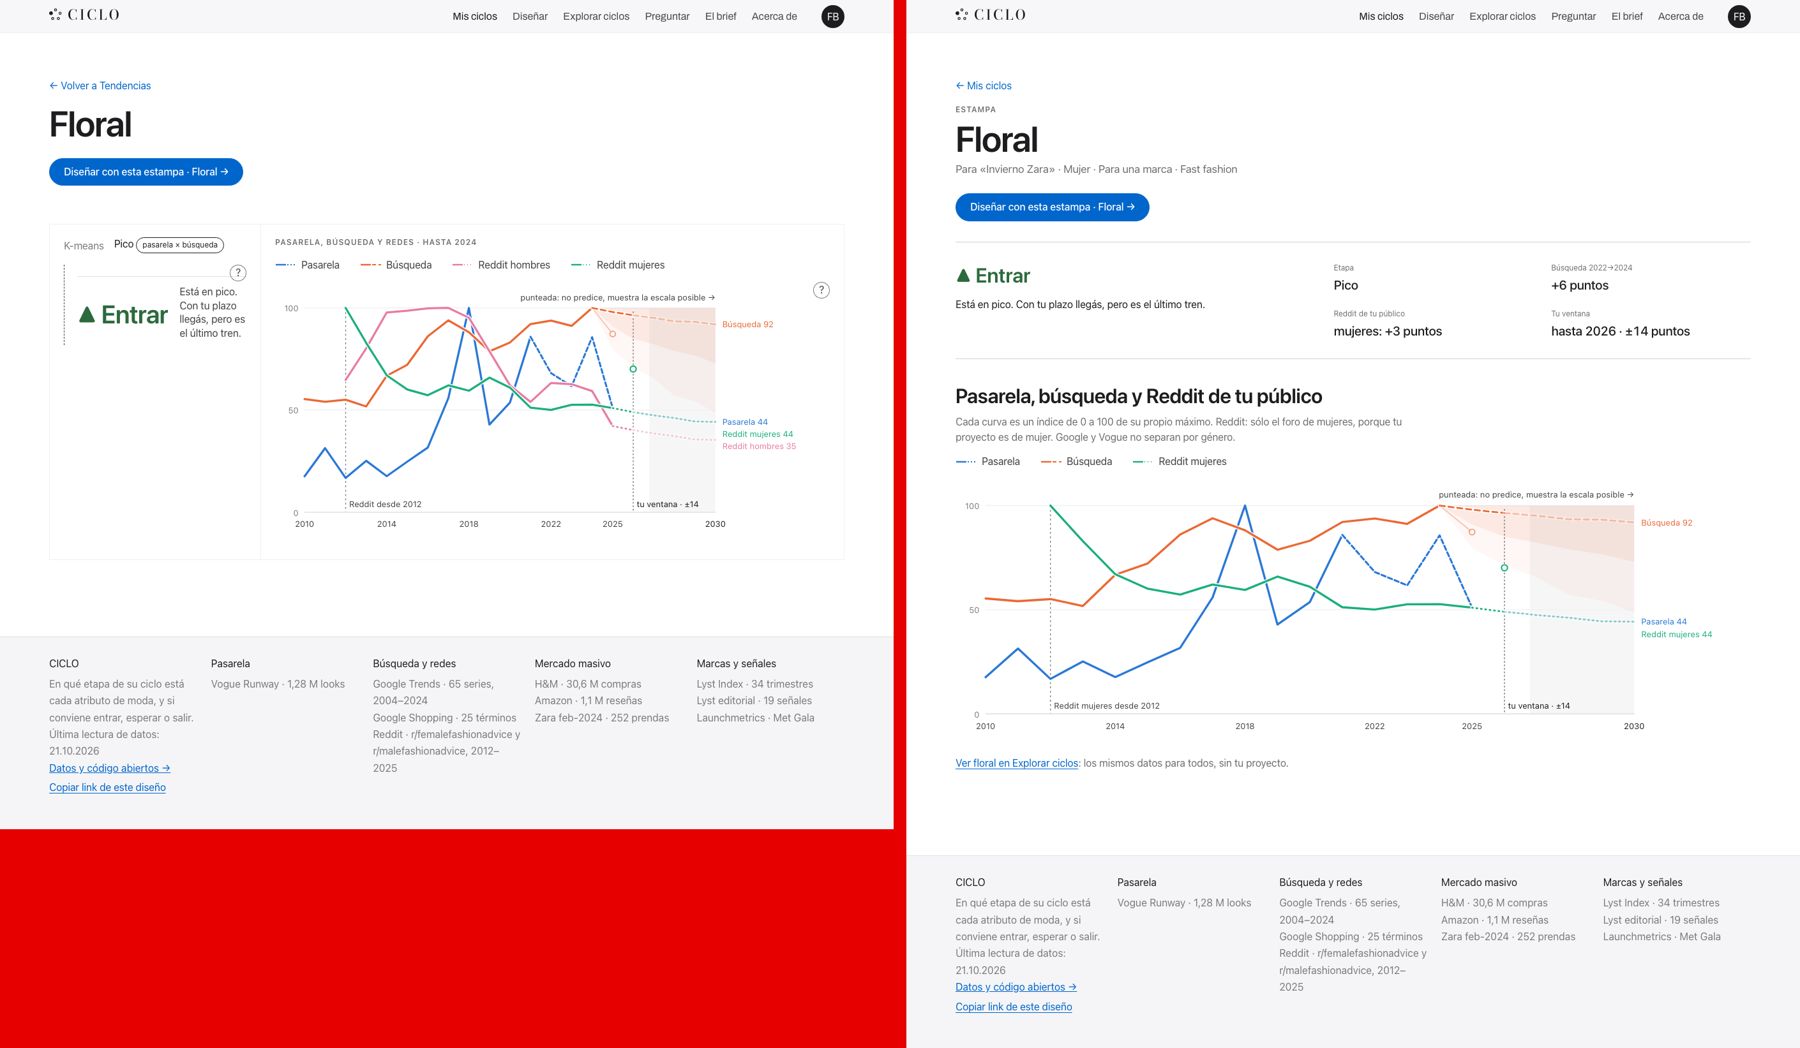 CICLO
Mis ciclos Diseñar Explorar ciclos Preguntar El brief Acerca de FB
← Volver a Tendencias
Floral
Diseñar con esta estampa · Floral →
K-means Pico pasarela × búsqueda
?
▲ Entrar
Está en pico.
Con tu plazo
llegás, pero es
el último tren.
PASARELA, BÚSQUEDA Y REDES · HASTA 2024
Pasarela Búsqueda Reddit hombres Reddit mujeres
?
punteada: no predice, muestra la escala posible →
100
Búsqueda 92
50
Pasarela 44
Reddit mujeres 44
Reddit hombres 35
Reddit desde 2012
tu ventana · ±14
0
2010 2014 2018 2022 2025 2030
CICLO
En qué etapa de su ciclo está
cada atributo de moda, y si
conviene entrar, esperar o salir.
Última lectura de datos:
21.10.2026
Datos y código abiertos →
Copiar link de este diseño
Pasarela
Vogue Runway · 1,28 M looks
Búsqueda y redes
Google Trends · 65 series,
2004–2024
Google Shopping · 25 términos
Reddit · r/femalefashionadvice y
r/malefashionadvice, 2012–
2025
Mercado masivo
H&M · 30,6 M compras
Amazon · 1,1 M reseñas
Zara feb-2024 · 252 prendas
Marcas y señales
Lyst Index · 34 trimestres
Lyst editorial · 19 señales
Launchmetrics · Met Gala
CICLO
Mis ciclos Diseñar Explorar ciclos Preguntar El brief Acerca de FB
← Mis ciclos
ESTAMPA
Floral
Para «Invierno Zara» · Mujer · Para una marca · Fast fashion
Diseñar con esta estampa · Floral →
▲ Entrar
Está en pico. Con tu plazo llegás, pero es el último tren.
Etapa
Pico
Búsqueda 2022→2024
+6 puntos
Reddit de tu público
mujeres: +3 puntos
Tu ventana
hasta 2026 · ±14 puntos
Pasarela, búsqueda y Reddit de tu público
Cada curva es un índice de 0 a 100 de su propio máximo. Reddit: sólo el foro de mujeres, porque tu
proyecto es de mujer. Google y Vogue no separan por género.
Pasarela Búsqueda Reddit mujeres
punteada: no predice, muestra la escala posible →
100
Búsqueda 92
50
Pasarela 44
Reddit mujeres 44
Reddit mujeres desde 2012
tu ventana · ±14
0
2010 2014 2018 2022 2025 2030
Ver floral en Explorar ciclos: los mismos datos para todos, sin tu proyecto.
CICLO
En qué etapa de su ciclo está
cada atributo de moda, y si
conviene entrar, esperar o salir.
Última lectura de datos:
21.10.2026
Datos y código abiertos →
Copiar link de este diseño
Pasarela
Vogue Runway · 1,28 M looks
Búsqueda y redes
Google Trends · 65 series,
2004–2024
Google Shopping · 25 términos
Reddit · r/femalefashionadvice y
r/malefashionadvice, 2012–
2025
Mercado masivo
H&M · 30,6 M compras
Amazon · 1,1 M reseñas
Zara feb-2024 · 252 prendas
Marcas y señales
Lyst Index · 34 trimestres
Lyst editorial · 19 señales
Launchmetrics · Met Gala